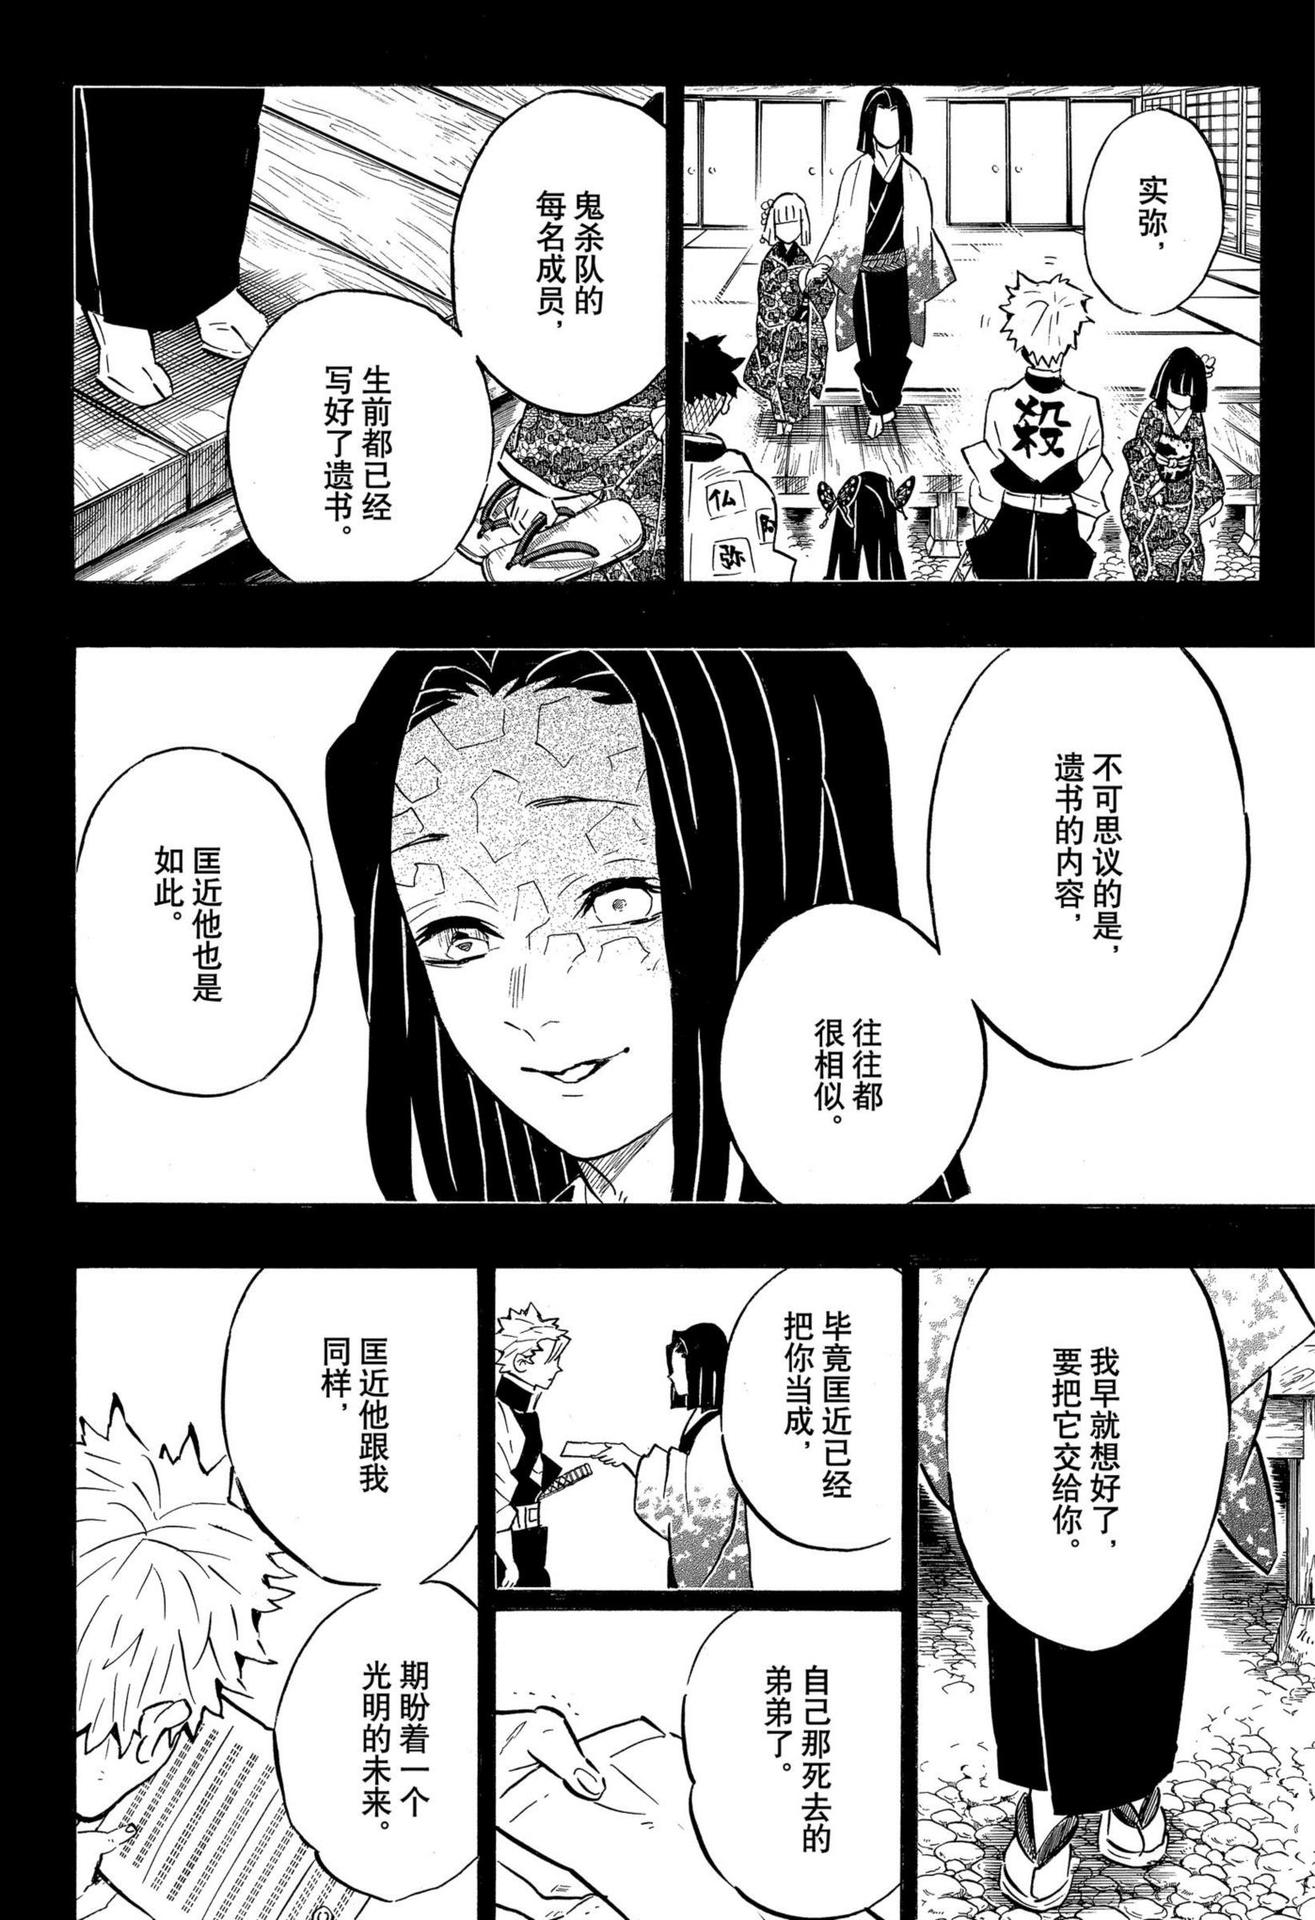 实弥，
殺
仏
弥
鬼杀队的
每名成员，
生前都已经
写好了遗书。
不可思议的是，
遗书的内容，
往往都
很相似。
匡近他也是
如此。
我早就想好了，
要把它交给你。
毕竟匡近已经
把你当成，
自己那死去的
弟弟了。
匡近他跟我
同样，
期盼着一个
光明的未来。